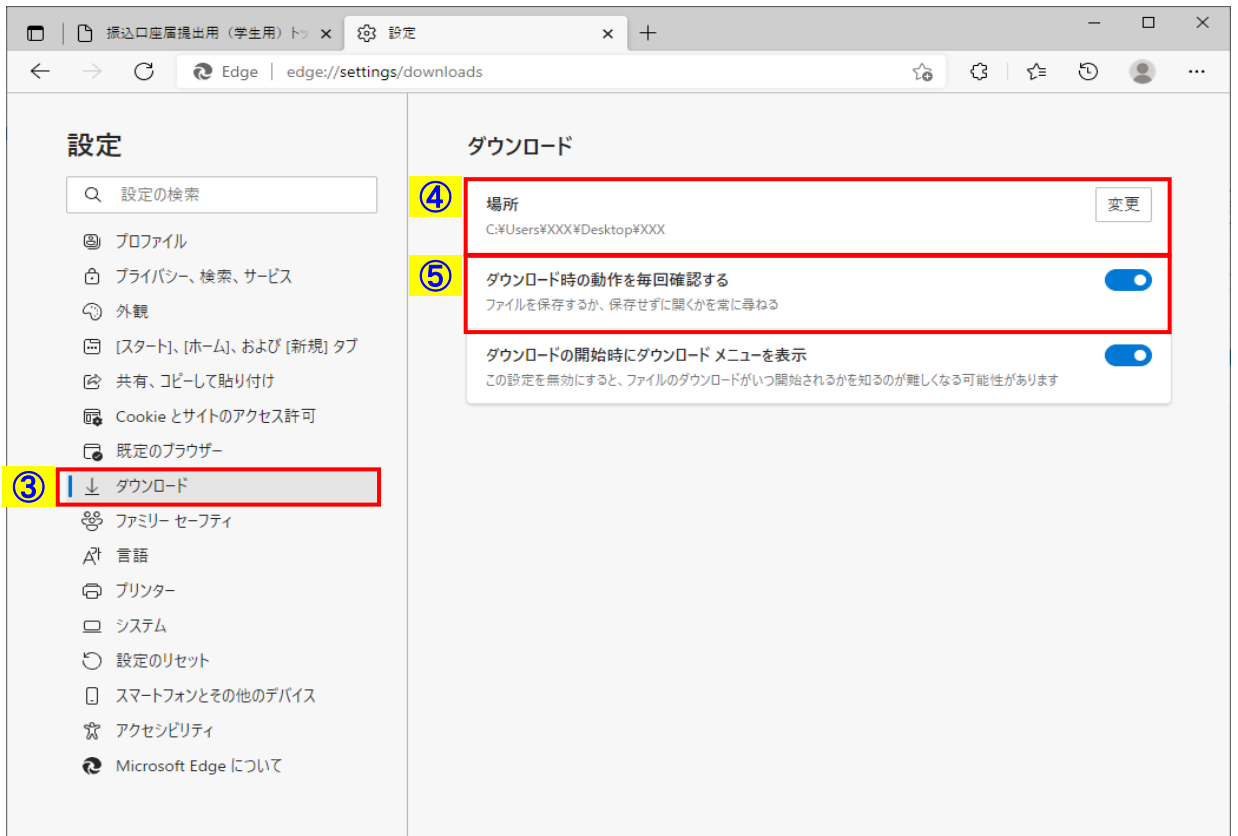 振込口座届提出用（学生用）トッ
設定
Edge
edge://settings/downloads
設定
設定の検索
プロファイル
プライバシー、検索、サービス
外観
[スタート]、[ホーム]、および [新規] タブ
共有、コピーして貼り付け
Cookie とサイトのアクセス許可
既定のブラウザー
③
ダウンロード
ファミリー セーフティ
言語
プリンター
システム
設定のリセット
スマートフォンとその他のデバイス
アクセシビリティ
Microsoft Edge について
ダウンロード
④
場所
変更
C:¥Users¥XXX¥Desktop¥XXX
⑤
ダウンロード時の動作を毎回確認する
ファイルを保存するか、保存せずに開くかを常に尋ねる
ダウンロードの開始時にダウンロード メニューを表示
この設定を無効にすると、ファイルのダウンロードがいつ開始されるかを知るのが難しくなる可能性があります